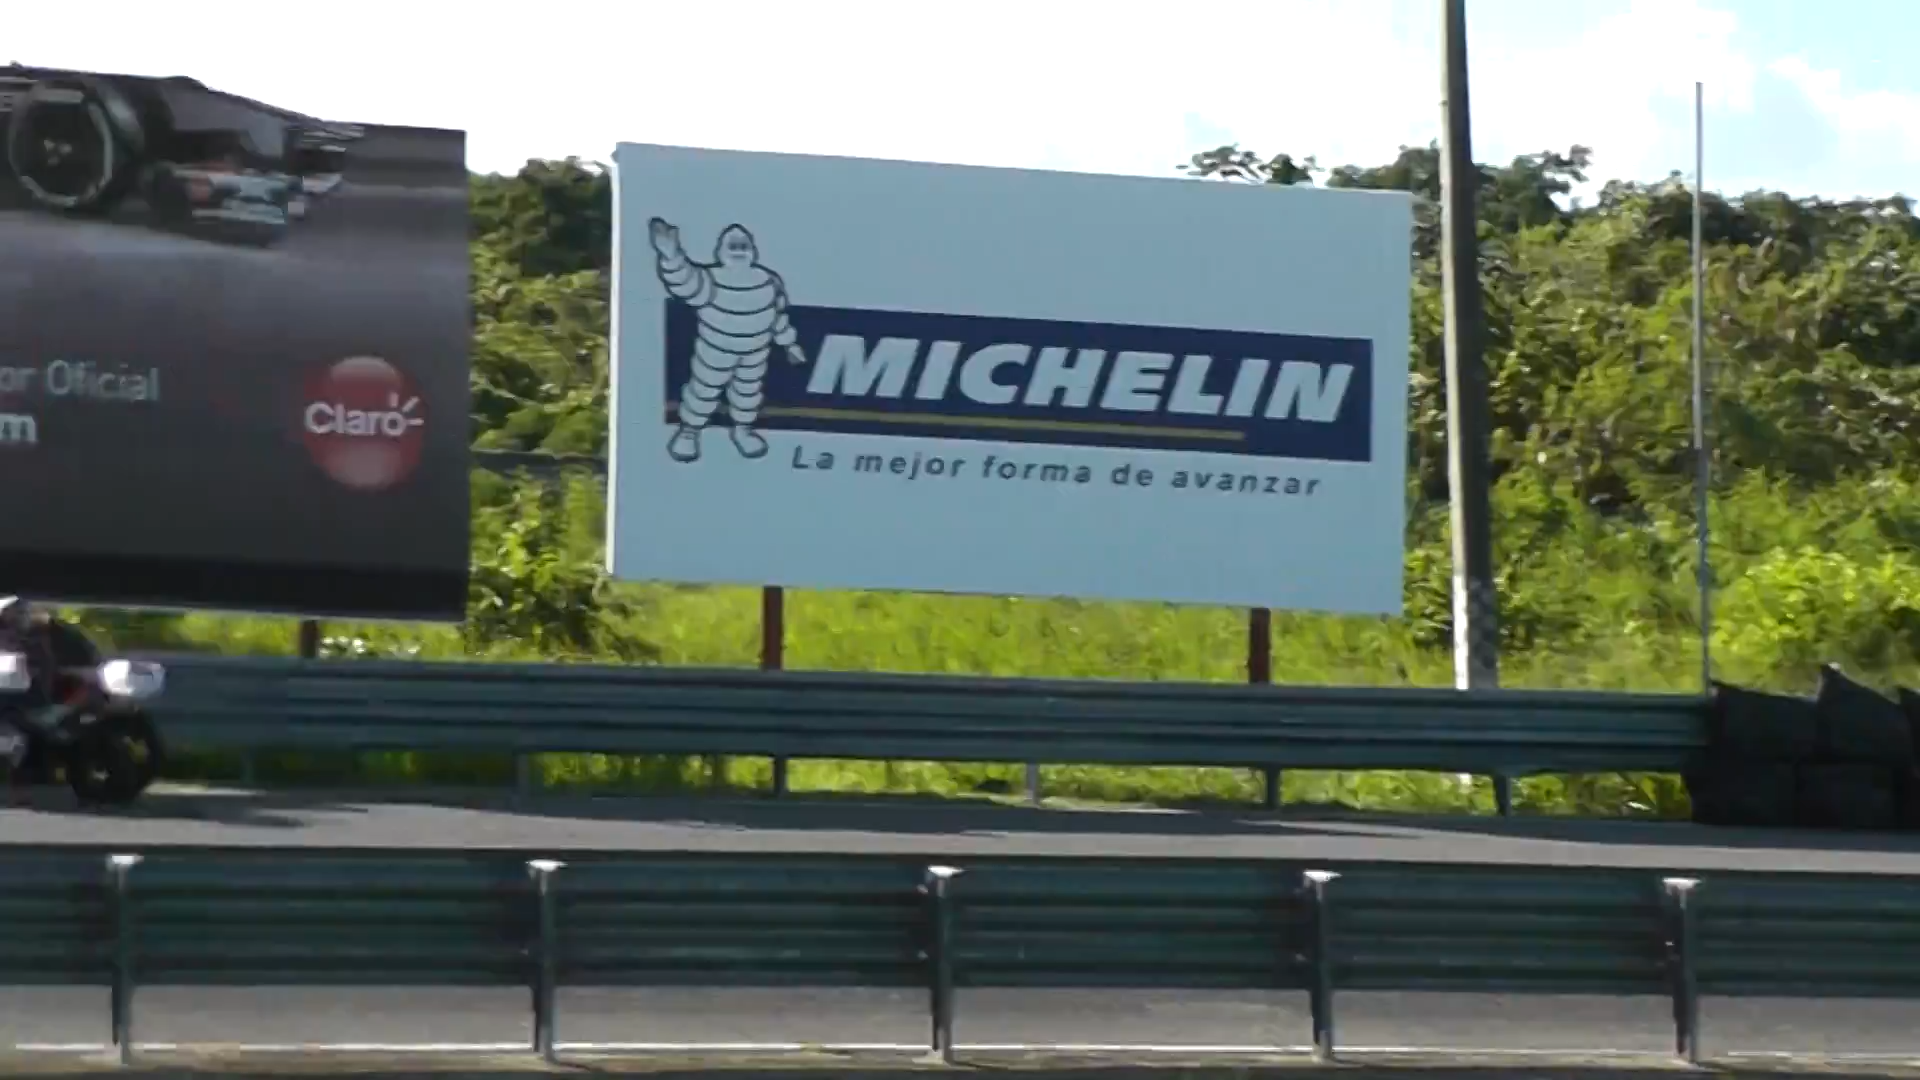 or Oficial
m
Claro
MICHELIN
La mejor forma de avanzar